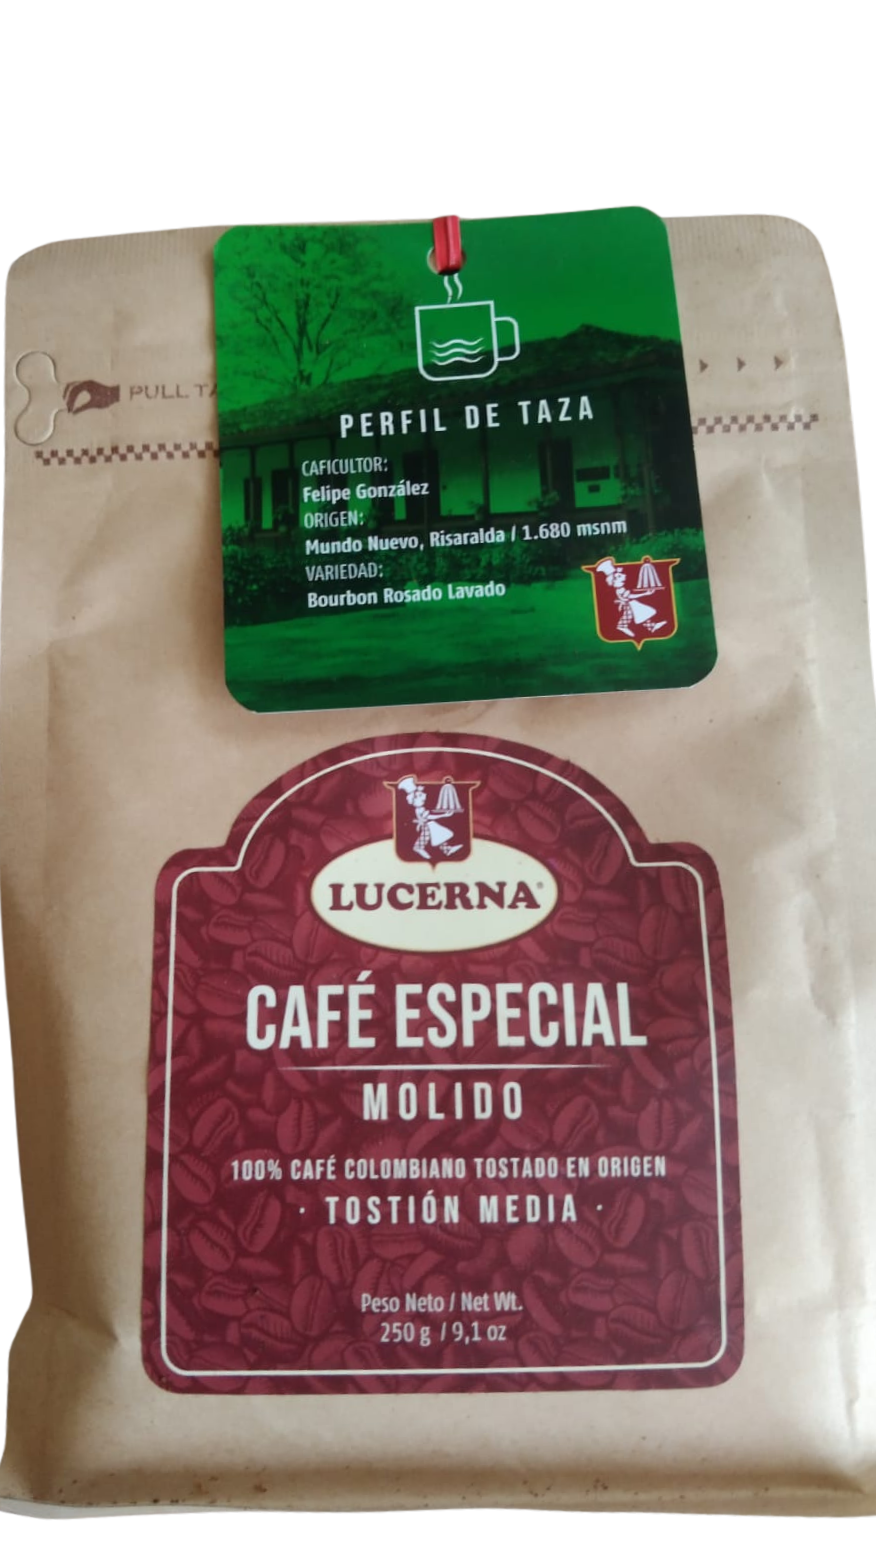 PULL TA
PERFIL DE TAZA
CAFICULTOR:
Felipe González
ORIGEN:
Mundo Nuevo, Risaralda / 1.680 msnm
VARIEDAD:
Bourbon Rosado Lavado
LUCERNA®
CAFÉ ESPECIAL
MOLIDO
100% CAFÉ COLOMBIANO TOSTADO EN ORIGEN
· TOSTIÓN MEDIA ·
Peso Neto / Net Wt.
250 g / 9,1 oz